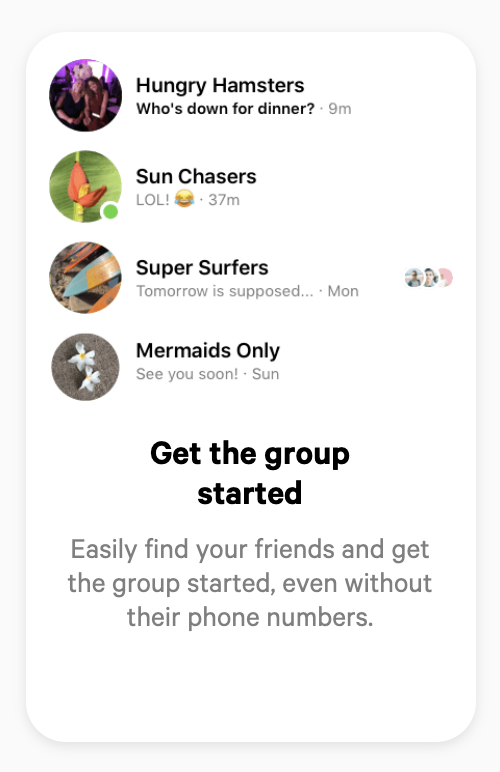 Hungry Hamsters
Who's down for dinner? · 9m
Sun Chasers
LOL! 😂 · 37m
Super Surfers
Tomorrow is supposed... · Mon
Mermaids Only
See you soon! · Sun
Get the group
started
Easily find your friends and get
the group started, even without
their phone numbers.